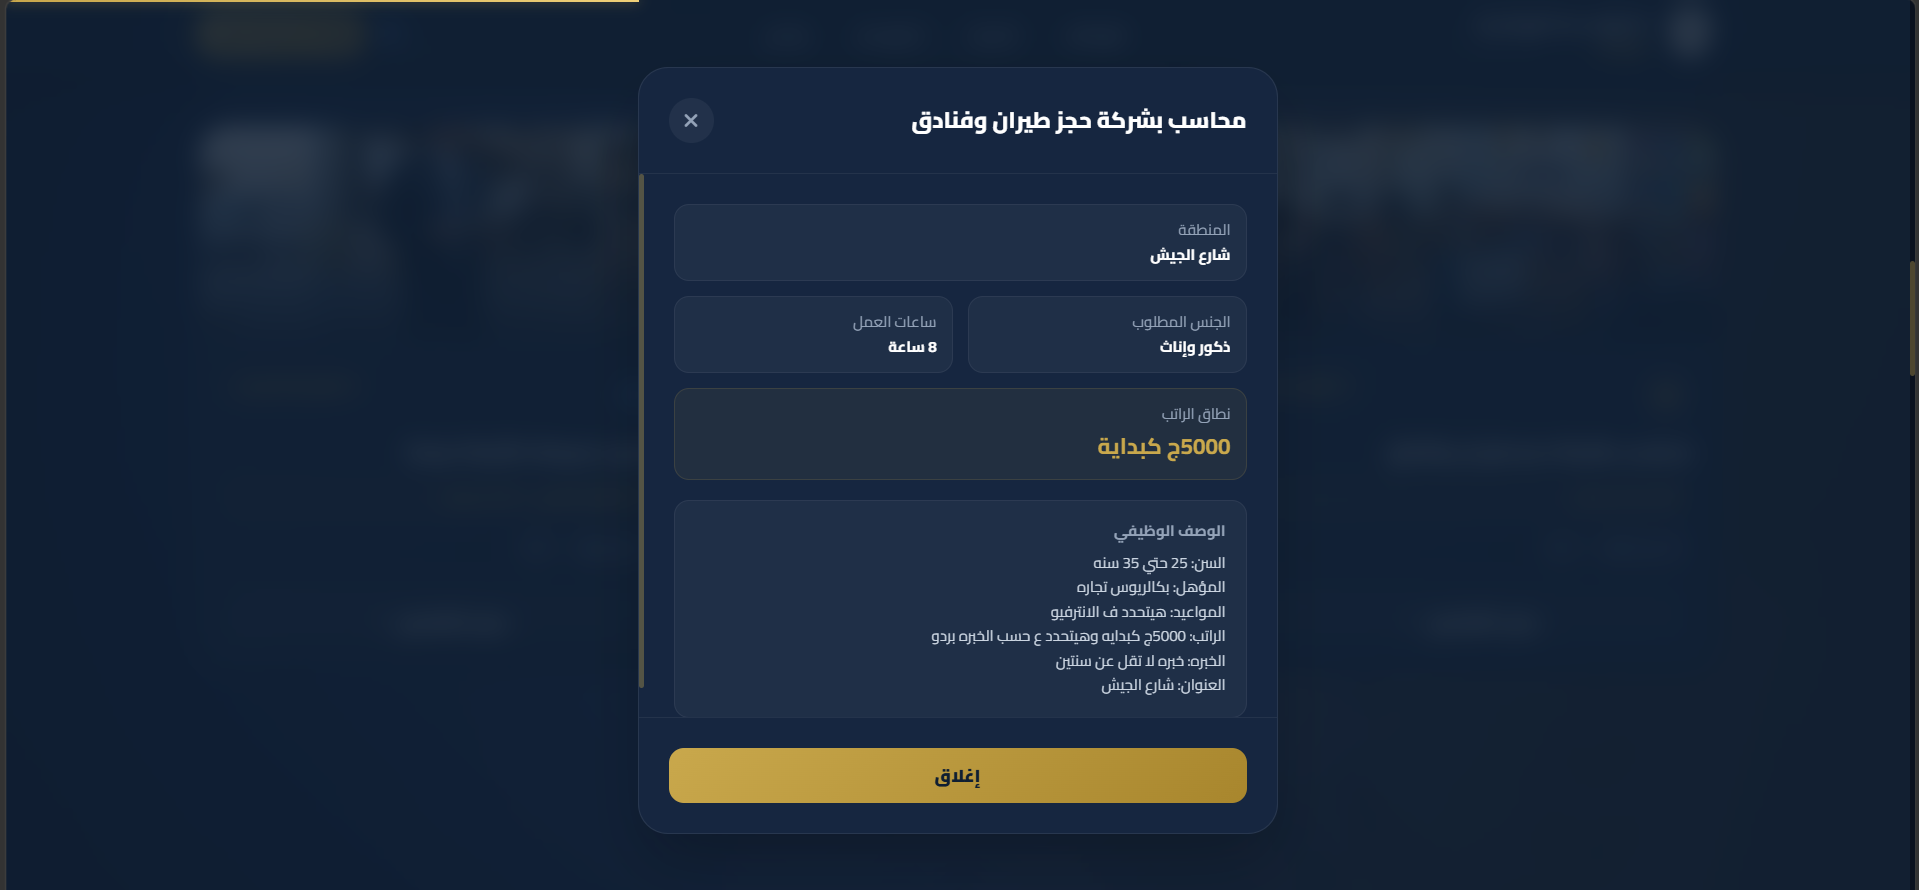 محاسب بشركة حجز طيران وفنادق
المنطقة
شارع الجيش
الجنس المطلوب
ذكور وإناث
ساعات العمل
8 ساعة
نطاق الراتب
5000ج كبداية
الوصف الوظيفي
السن: 25 حتي 35 سنه
المؤهل: بكالريوس تجاره
المواعيد: هيتحدد ف الانترفيو
الراتب: 5000ج كبدايه وهيتحدد ع حسب الخبره بردو
الخبره: خبره لا تقل عن سنتين
العنوان: شارع الجيش
إغلاق